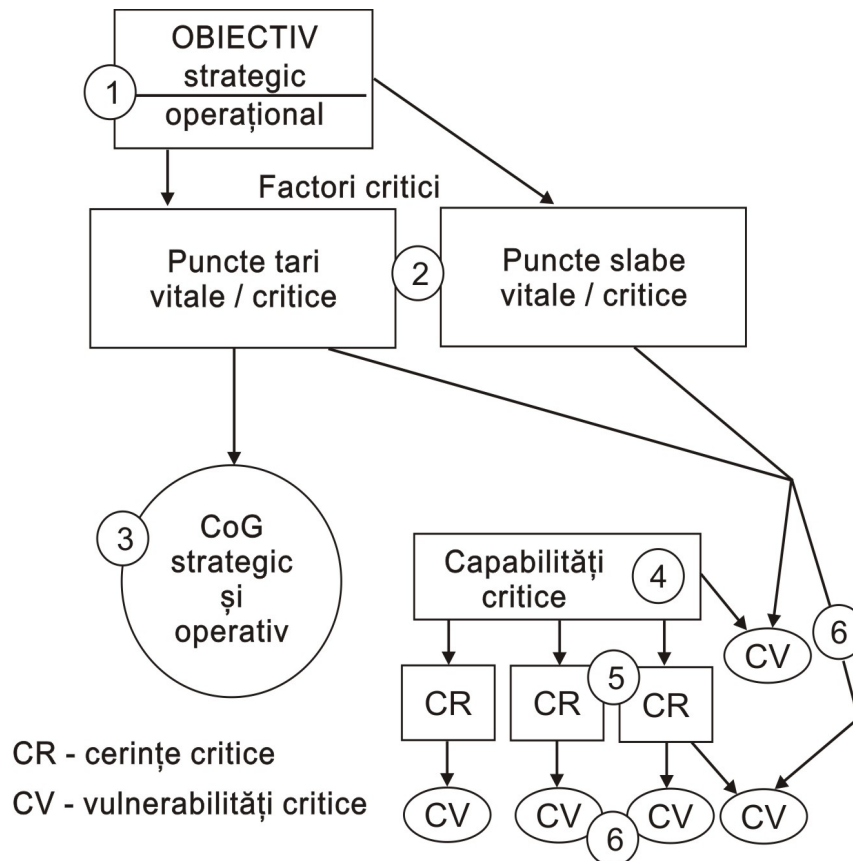 OBIECTIV
strategic
1
operațional
Factori critici
Puncte tari
vitale / critice
2
Puncte slabe
vitale / critice
3
CoG
strategic
și
operativ
Capabilități
critice
4
6
CV
CR
CR
5
CR
CR - cerințe critice
CV - vulnerabilități critice
CV
CV
6
CV
CV